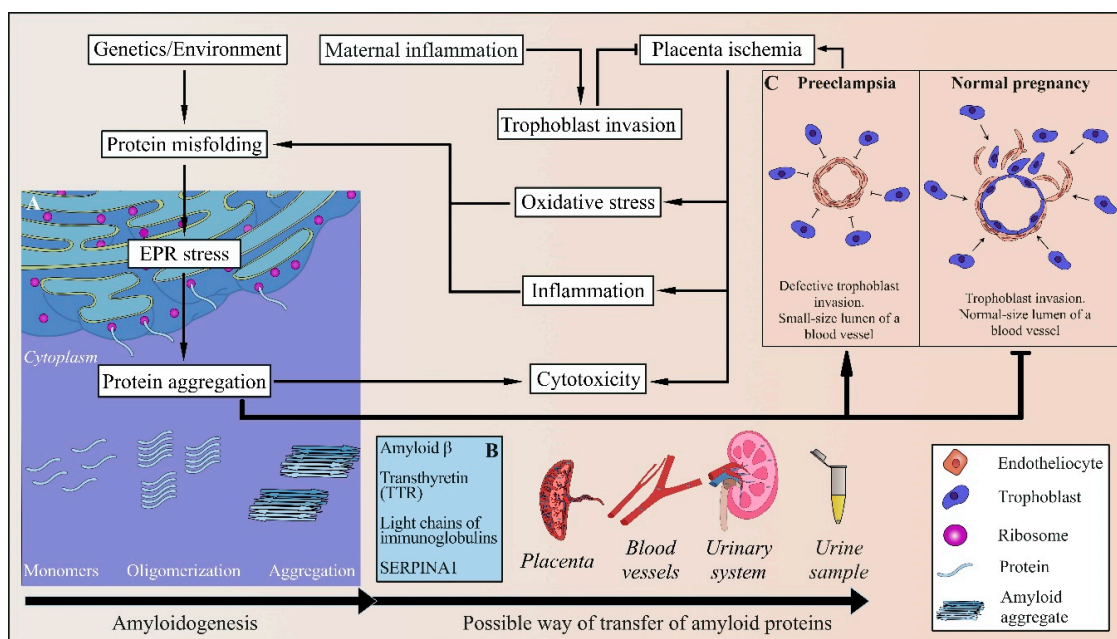 Genetics/Environment
Maternal inflammation
Placenta ischemia
Trophoblast invasion
Protein misfolding
A
EPR stress
Oxidative stress
Inflammation
Cytoplasm
Protein aggregation
Cytotoxicity
C
Preeclampsia
Defective trophoblast
invasion.
Small-size lumen of a
blood vessel
Normal pregnancy
Trophoblast invasion.
Normal-size lumen of a
blood vessel
Monomers
Oligomerization
Aggregation
B
Amyloid β
Transthyretin
(TTR)
Light chains of
immunoglobulins
SERPINA1
Placenta
Blood
vessels
Urinary
system
Urine
sample
Endotheliocyte
Trophoblast
Ribosome
Protein
Amyloid
aggregate
Amyloidogenesis
Possible way of transfer of amyloid proteins